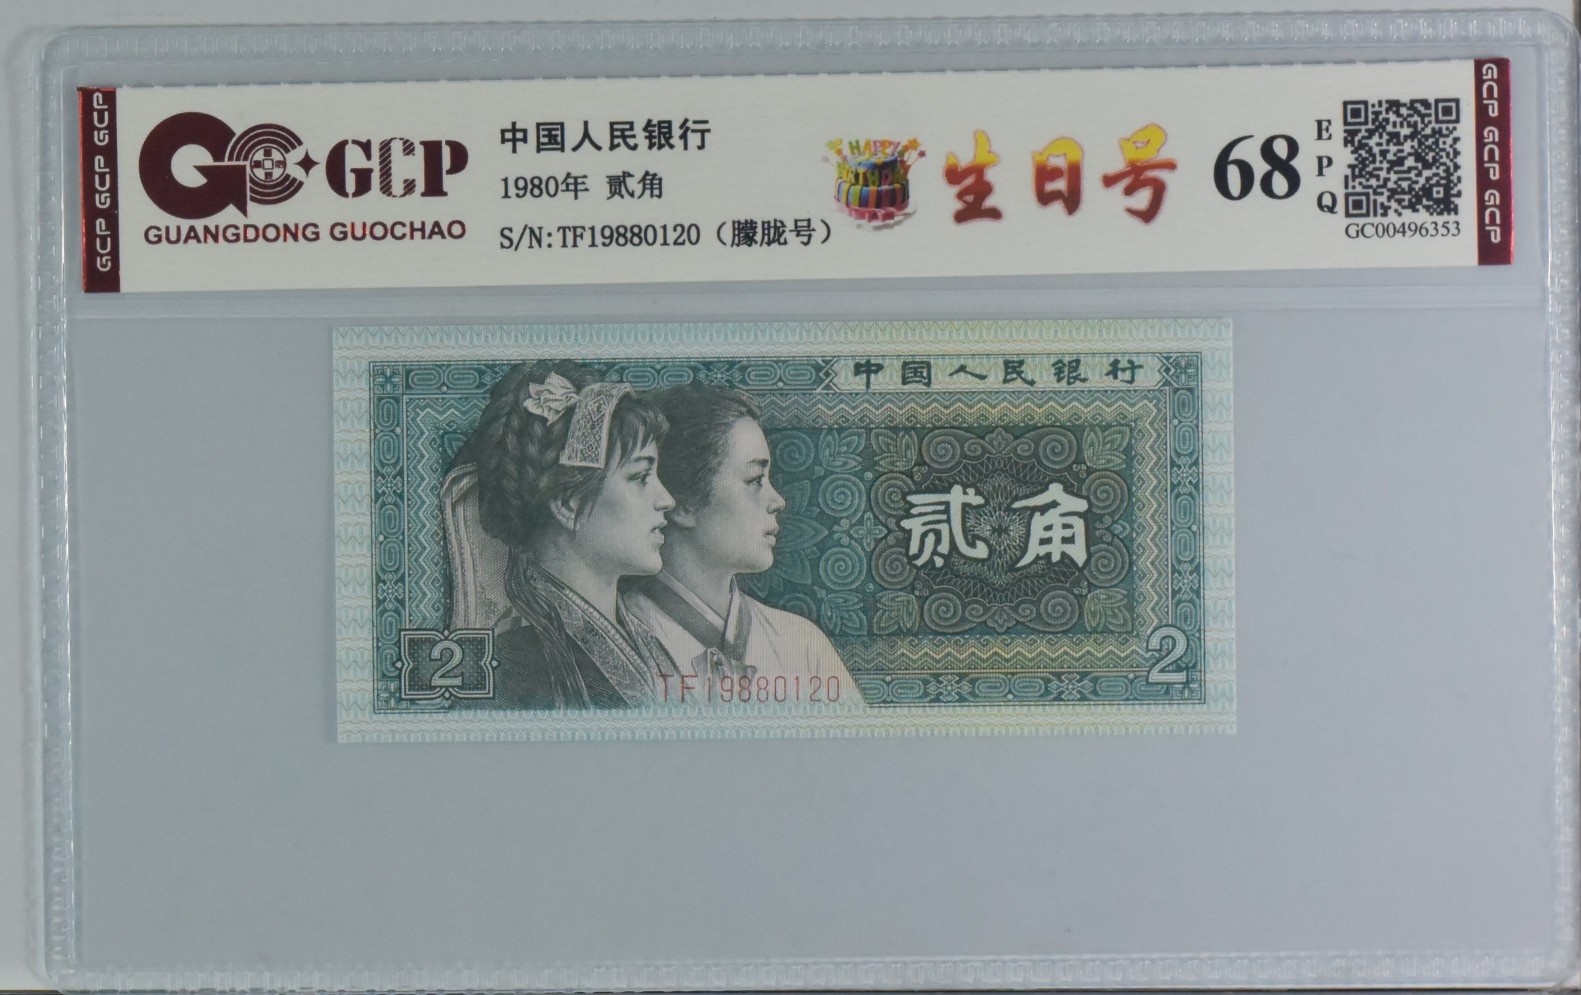 GCP GCP GCP
GCP
GUANGDONG GUOCHAO
中国人民银行
1980年 贰角
S/N:TF19880120（朦胧号）
HAPPY
BIRTHDAY
生日号
68
EPQ
GC00496353
GCP GCP GCP
中国人民银行
贰角
2
2
TF19880120